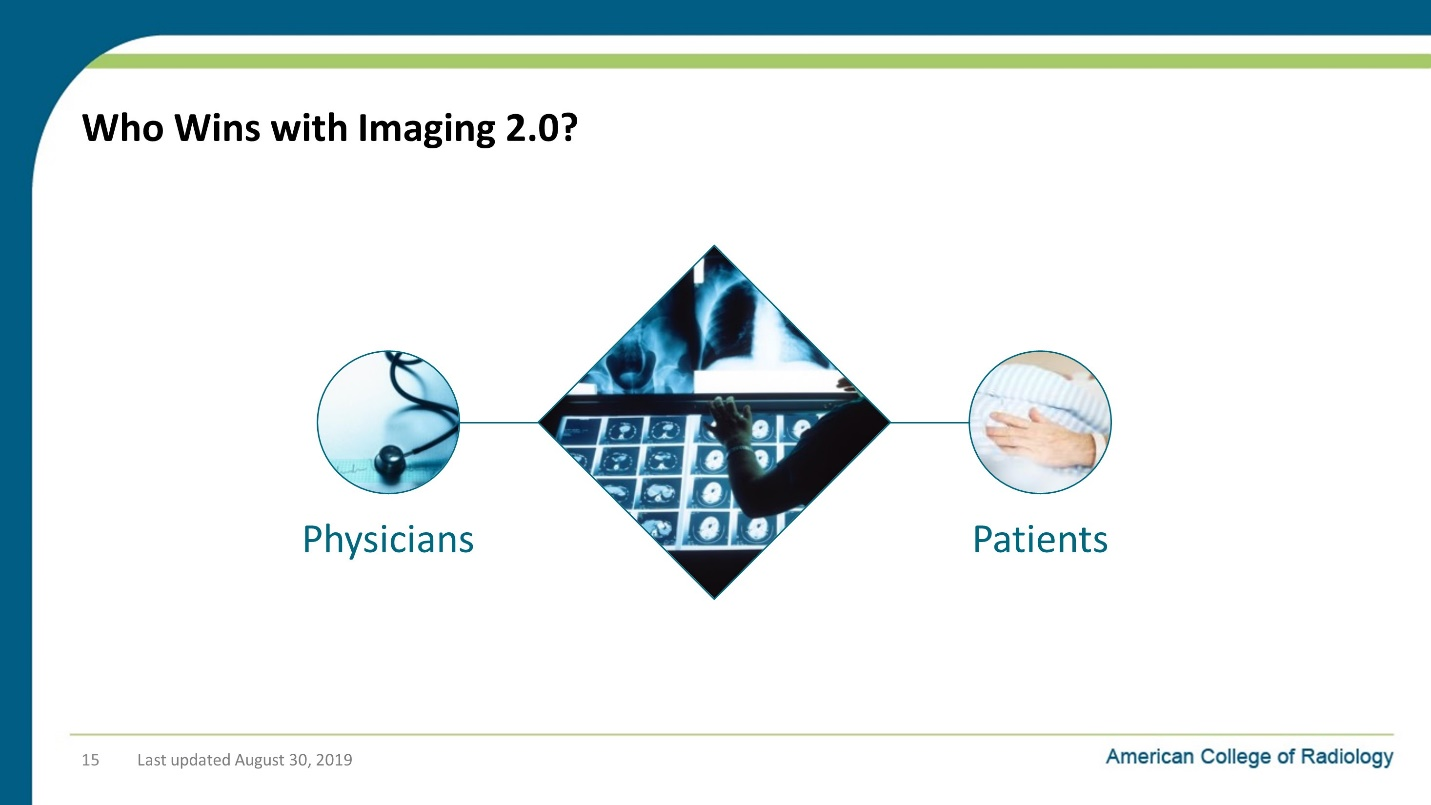 Who Wins with Imaging 2.0?
Physicians
Patients
15 Last updated August 30, 2019
American College of Radiology